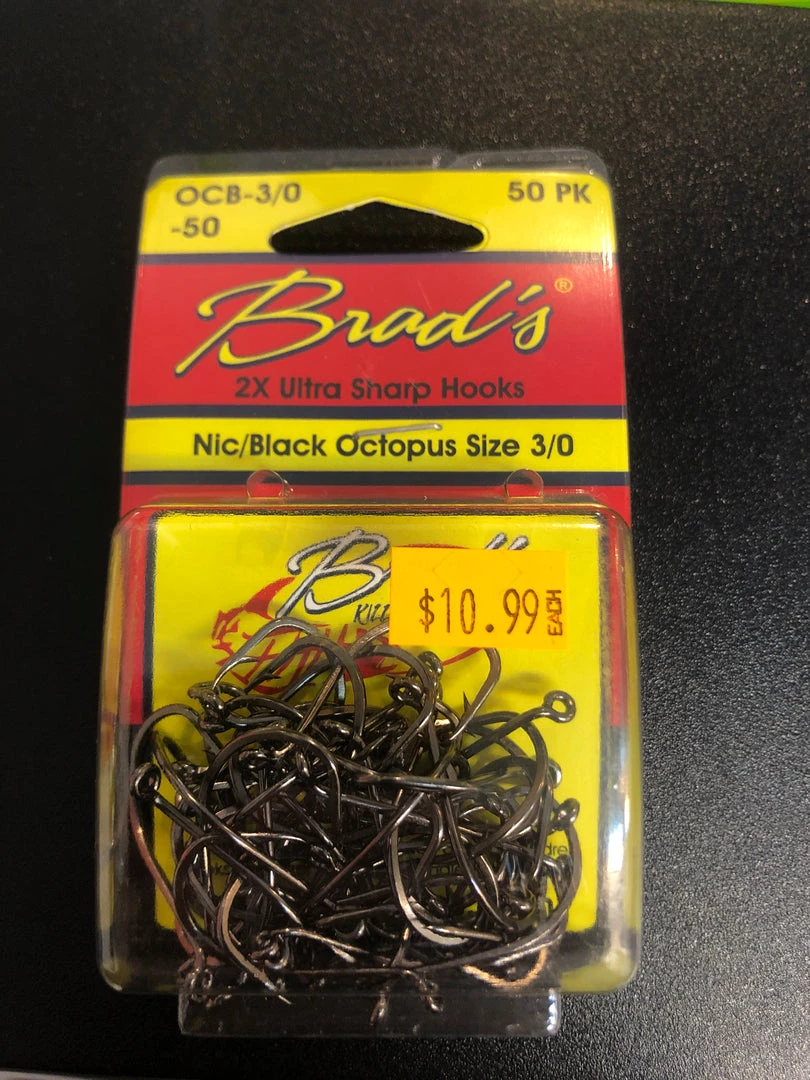 OCB-3/0
50 PK
-50
Brad's®
2X Ultra Sharp Hooks
Nic/Black Octopus Size 3/0
$10.99 EACH